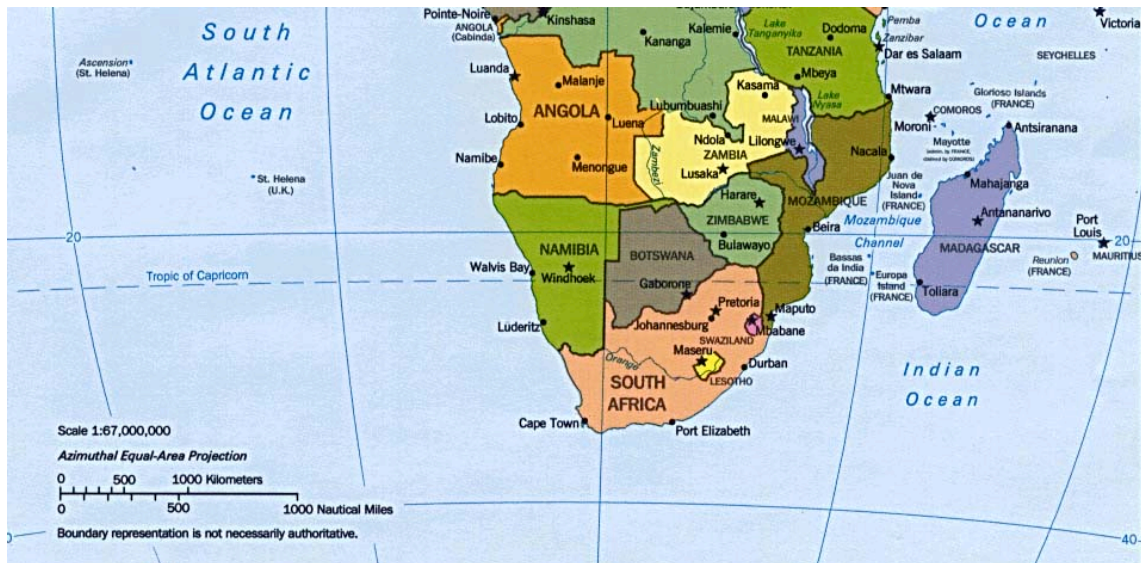 Pointe-Noire
ANGOLA
(Cabinda)
Kinshasa
Kananga
Kalemie
Lake
Tanganyika
Dodoma
TANZANIA
Pemba
Zanzibar
Dar es Salaam
Ocean
Victoria
SEYCHELLES
South
Atlantic
Ocean
Ascension
(St. Helena)
Luanda
Malanje
ANGOLA
Lobito
Luena
Namibe
Menongue
Lubumbashi
Kasama
Mbeya
Lake
Nyasa
MALAWI
Ndola
Lilongwe
ZAMBIA
Lusaka
Zambezi
Mtwara
COMOROS
Moroni
Mayotte
(admin. by FRANCE,
claimed by COMOROS)
Glorioso Islands
(FRANCE)
Antsiranana
Nacala
Juan de
Nova
Island
(FRANCE)
Mahajanga
St. Helena
(U.K.)
Harare
ZIMBABWE
Bulawayo
MOZAMBIQUE
Beira
Mozambique
Channel
Antananarivo
MADAGASCAR
Port
Louis
20
MAURITIUS
Reunion
(FRANCE)
20
NAMIBIA
Windhoek
Walvis Bay
BOTSWANA
Gaborone
Bassas
da India
(FRANCE)
Europa
Island
(FRANCE)
Toliara
Tropic of Capricorn
Lüderitz
Pretoria
Johannesburg
Maputo
Mbabane
SWAZILAND
Maseru
LESOTHO
Durban
Orange
SOUTH
AFRICA
Indian
Ocean
Cape Town
Port Elizabeth
Scale 1:67,000,000
Azimuthal Equal-Area Projection
0 500 1000 Kilometers
0 500 1000 Nautical Miles
Boundary representation is not necessarily authoritative.
40